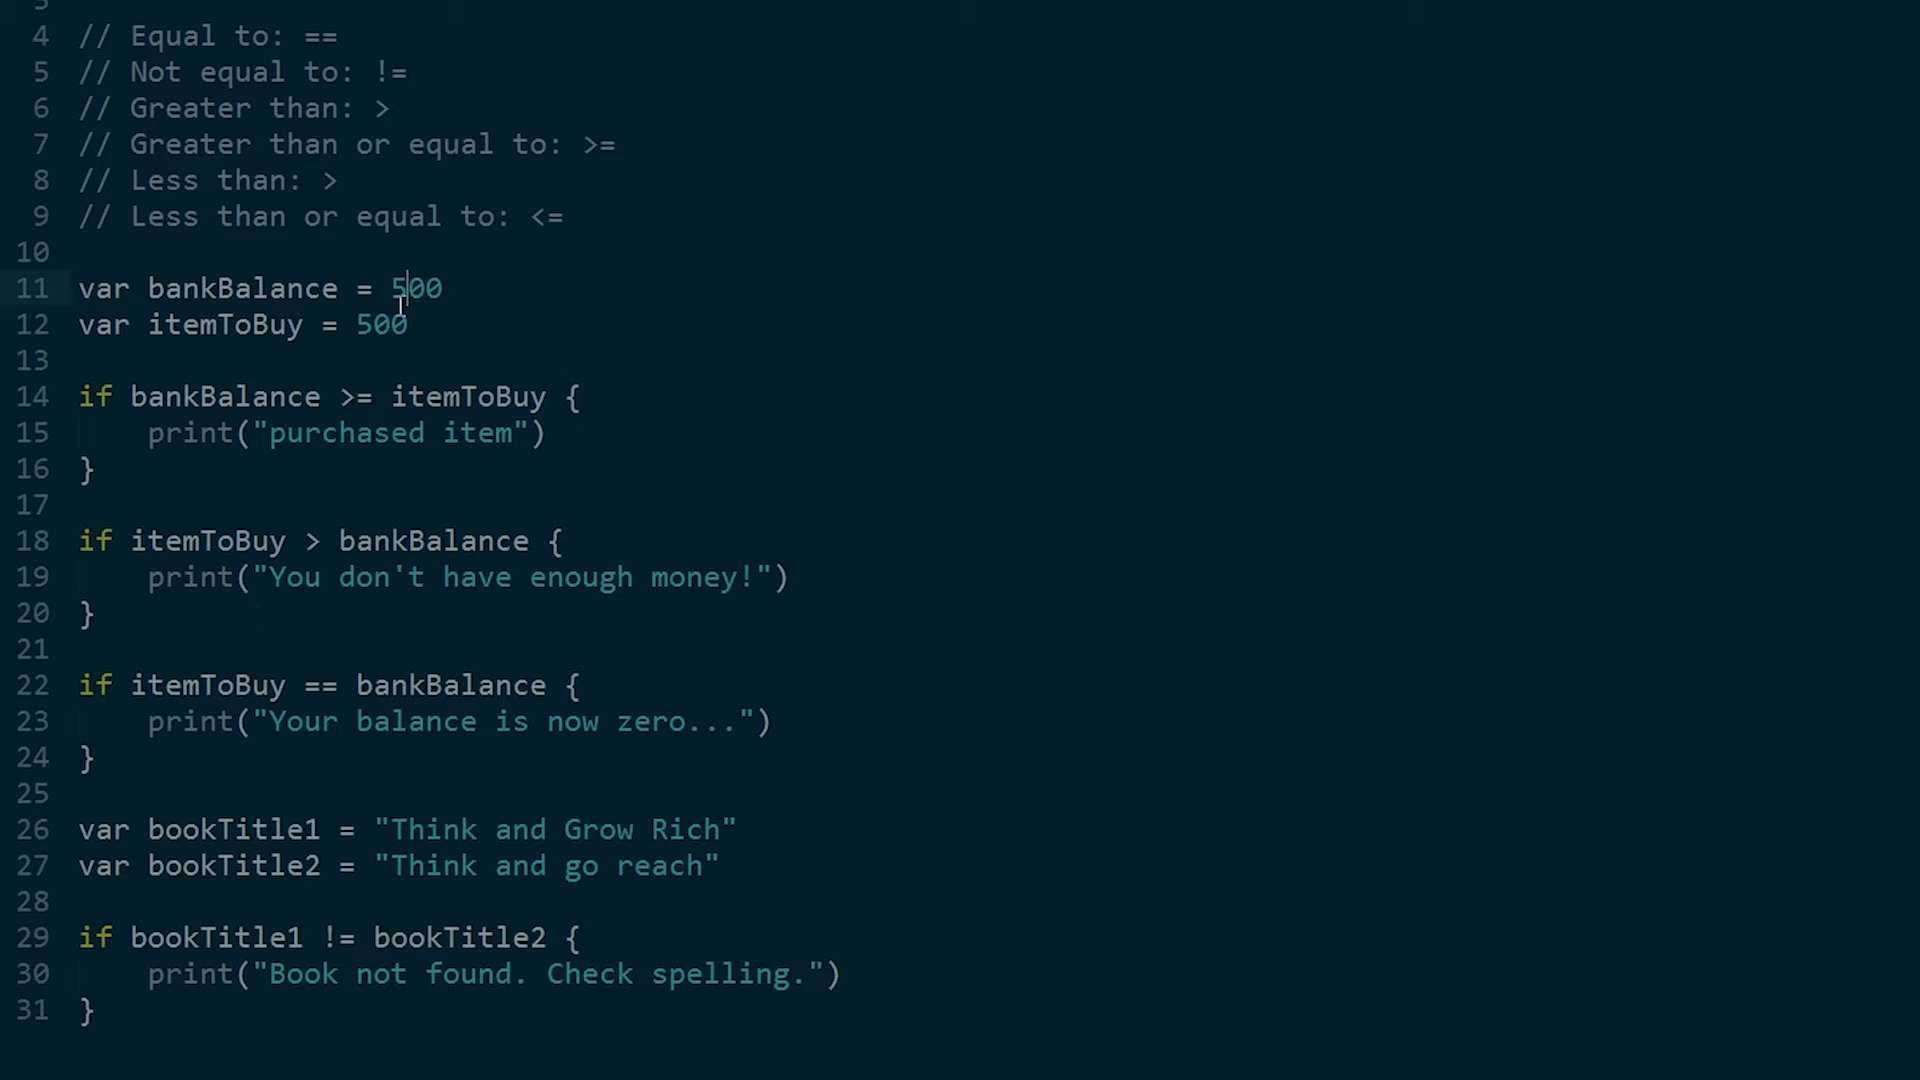 4 // Equal to: ==
5 // Not equal to: !=
6 // Greater than: >
7 // Greater than or equal to: >=
8 // Less than: >
9 // Less than or equal to: <=
10
11 var bankBalance = 500
12 var itemToBuy = 500
13
14 if bankBalance >= itemToBuy {
15 print("purchased item")
16 }
17
18 if itemToBuy > bankBalance {
19 print("You don't have enough money!")
20 }
21
22 if itemToBuy == bankBalance {
23 print("Your balance is now zero...")
24 }
25
26 var bookTitle1 = "Think and Grow Rich"
27 var bookTitle2 = "Think and go reach"
28
29 if bookTitle1 != bookTitle2 {
30 print("Book not found. Check spelling.")
31 }